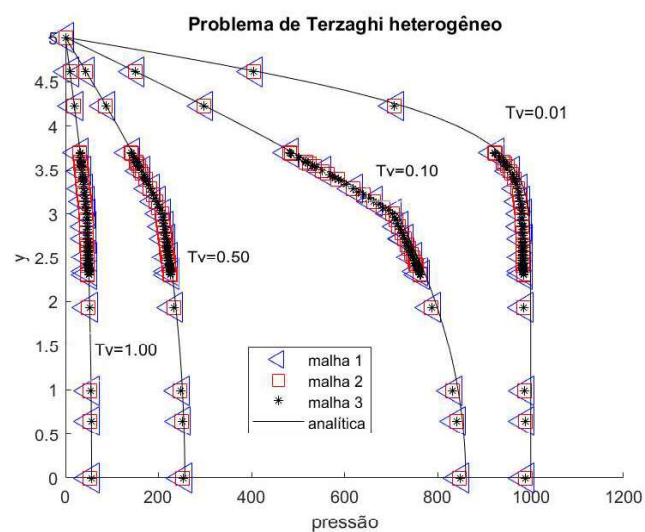 Problema de Terzaghi heterogêneo
5
4.5
4
3.5
3
2.5
2
1.5
1
0.5
0
y
Tv=0.01
Tv=0.10
Tv=0.50
Tv=1.00
malha 1
malha 2
malha 3
analítica
0 200 400 600 800 1000 1200
pressão